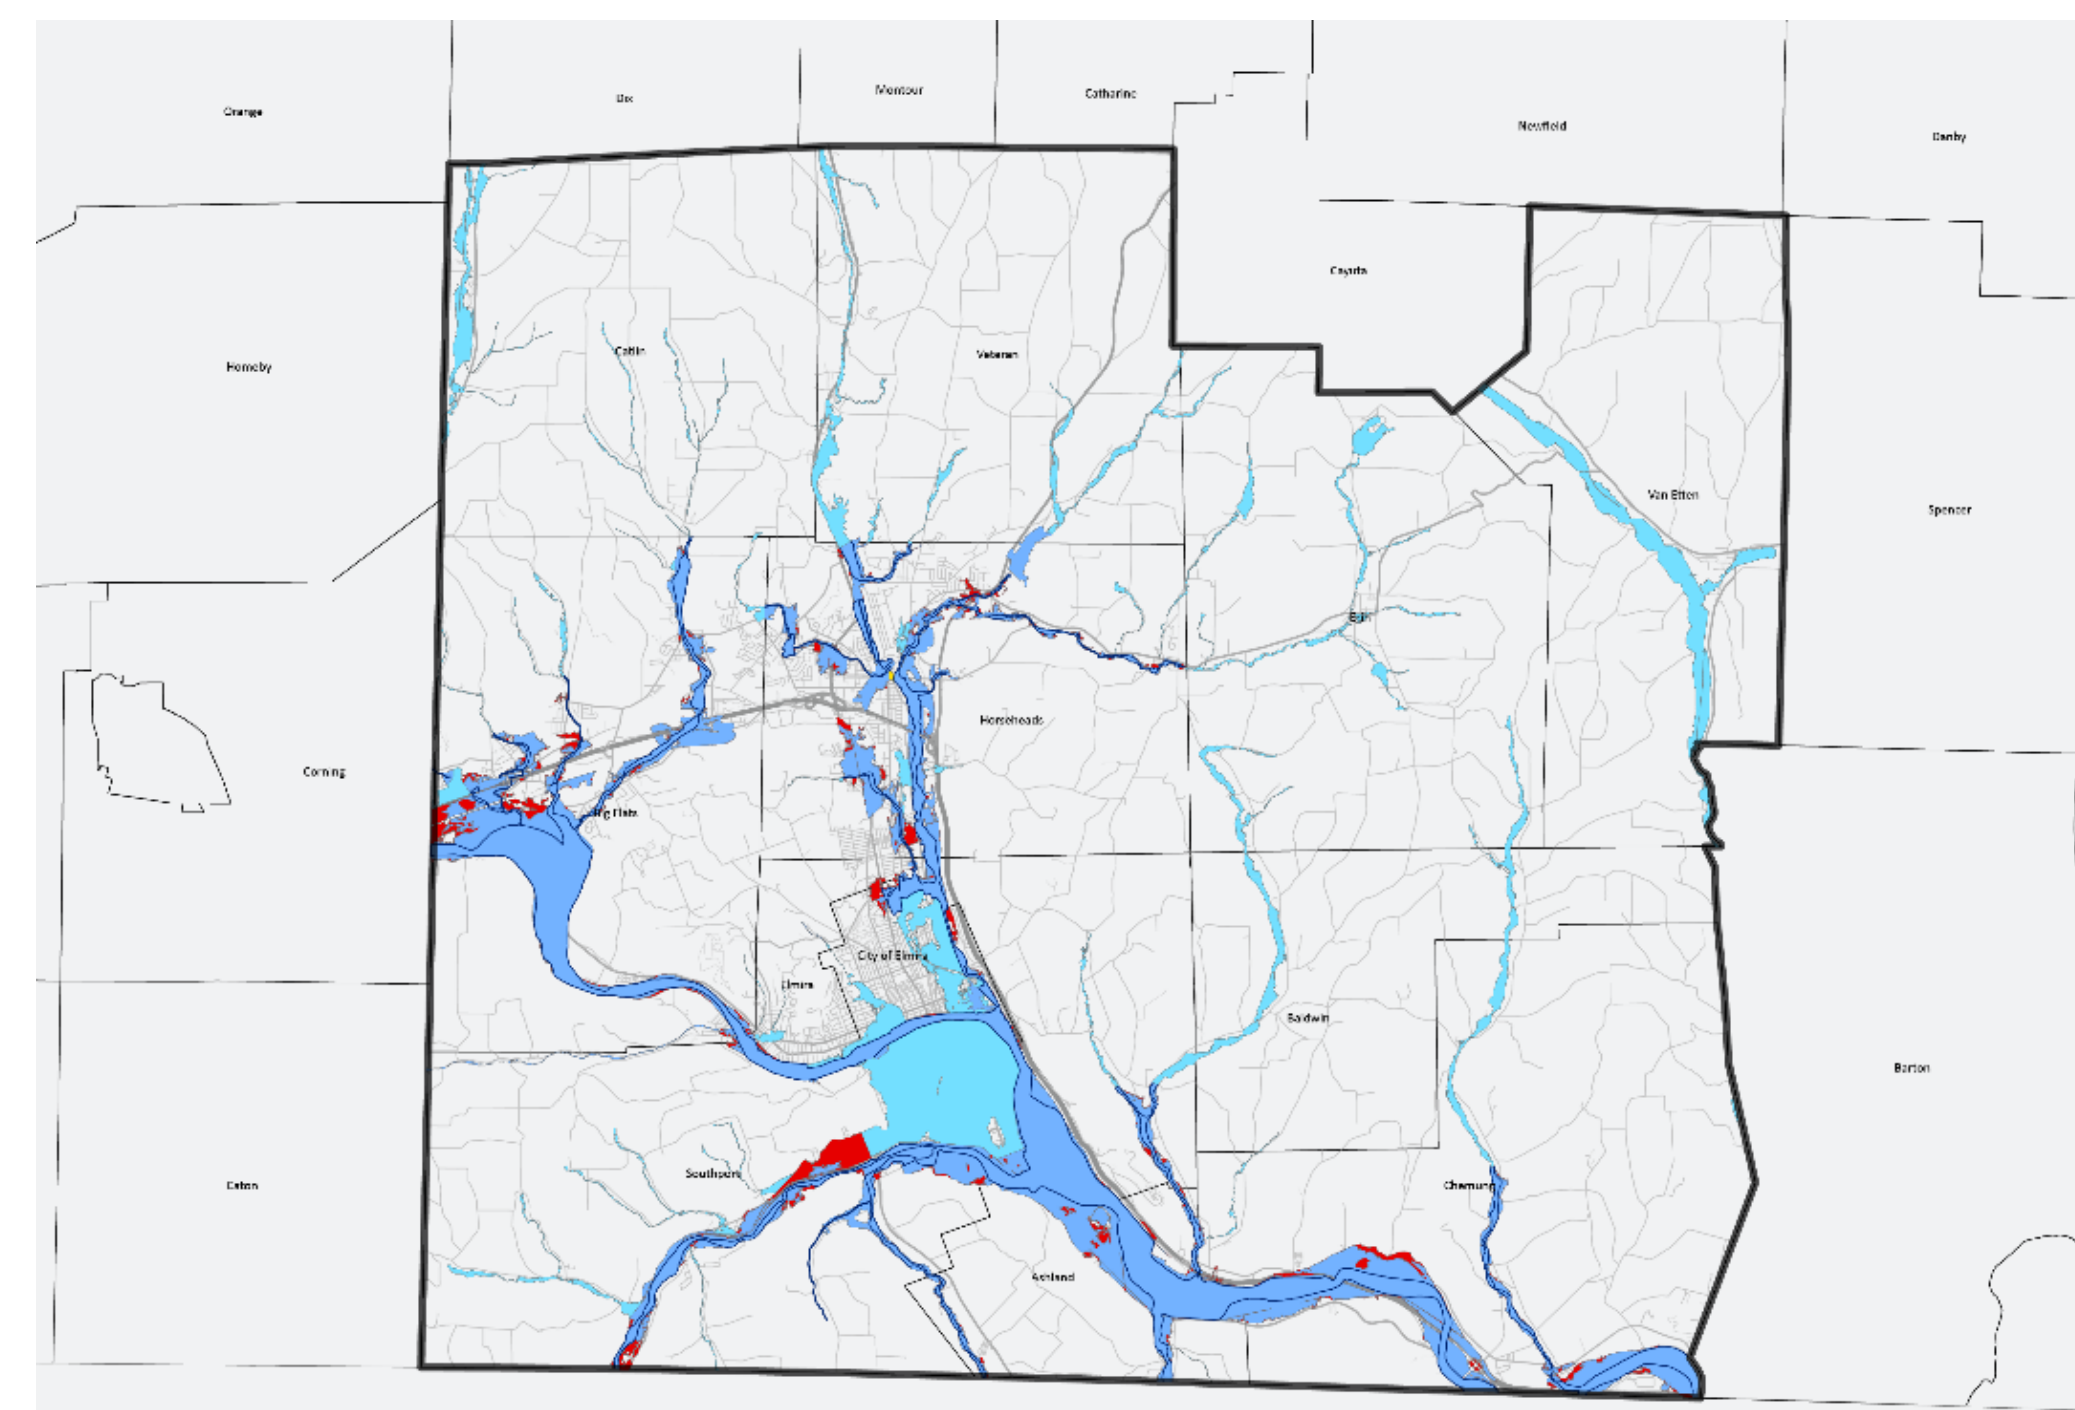 Montour
Catharine
Dix
Orange
Newfield
Danby
Cayuta
Catlin
Veteran
Hornby
Van Etten
Spencer
Erin
Horseheads
Corning
Big Flats
City of Elmira
Elmira
Baldwin
Barton
Southport
Caton
Chemung
Ashland